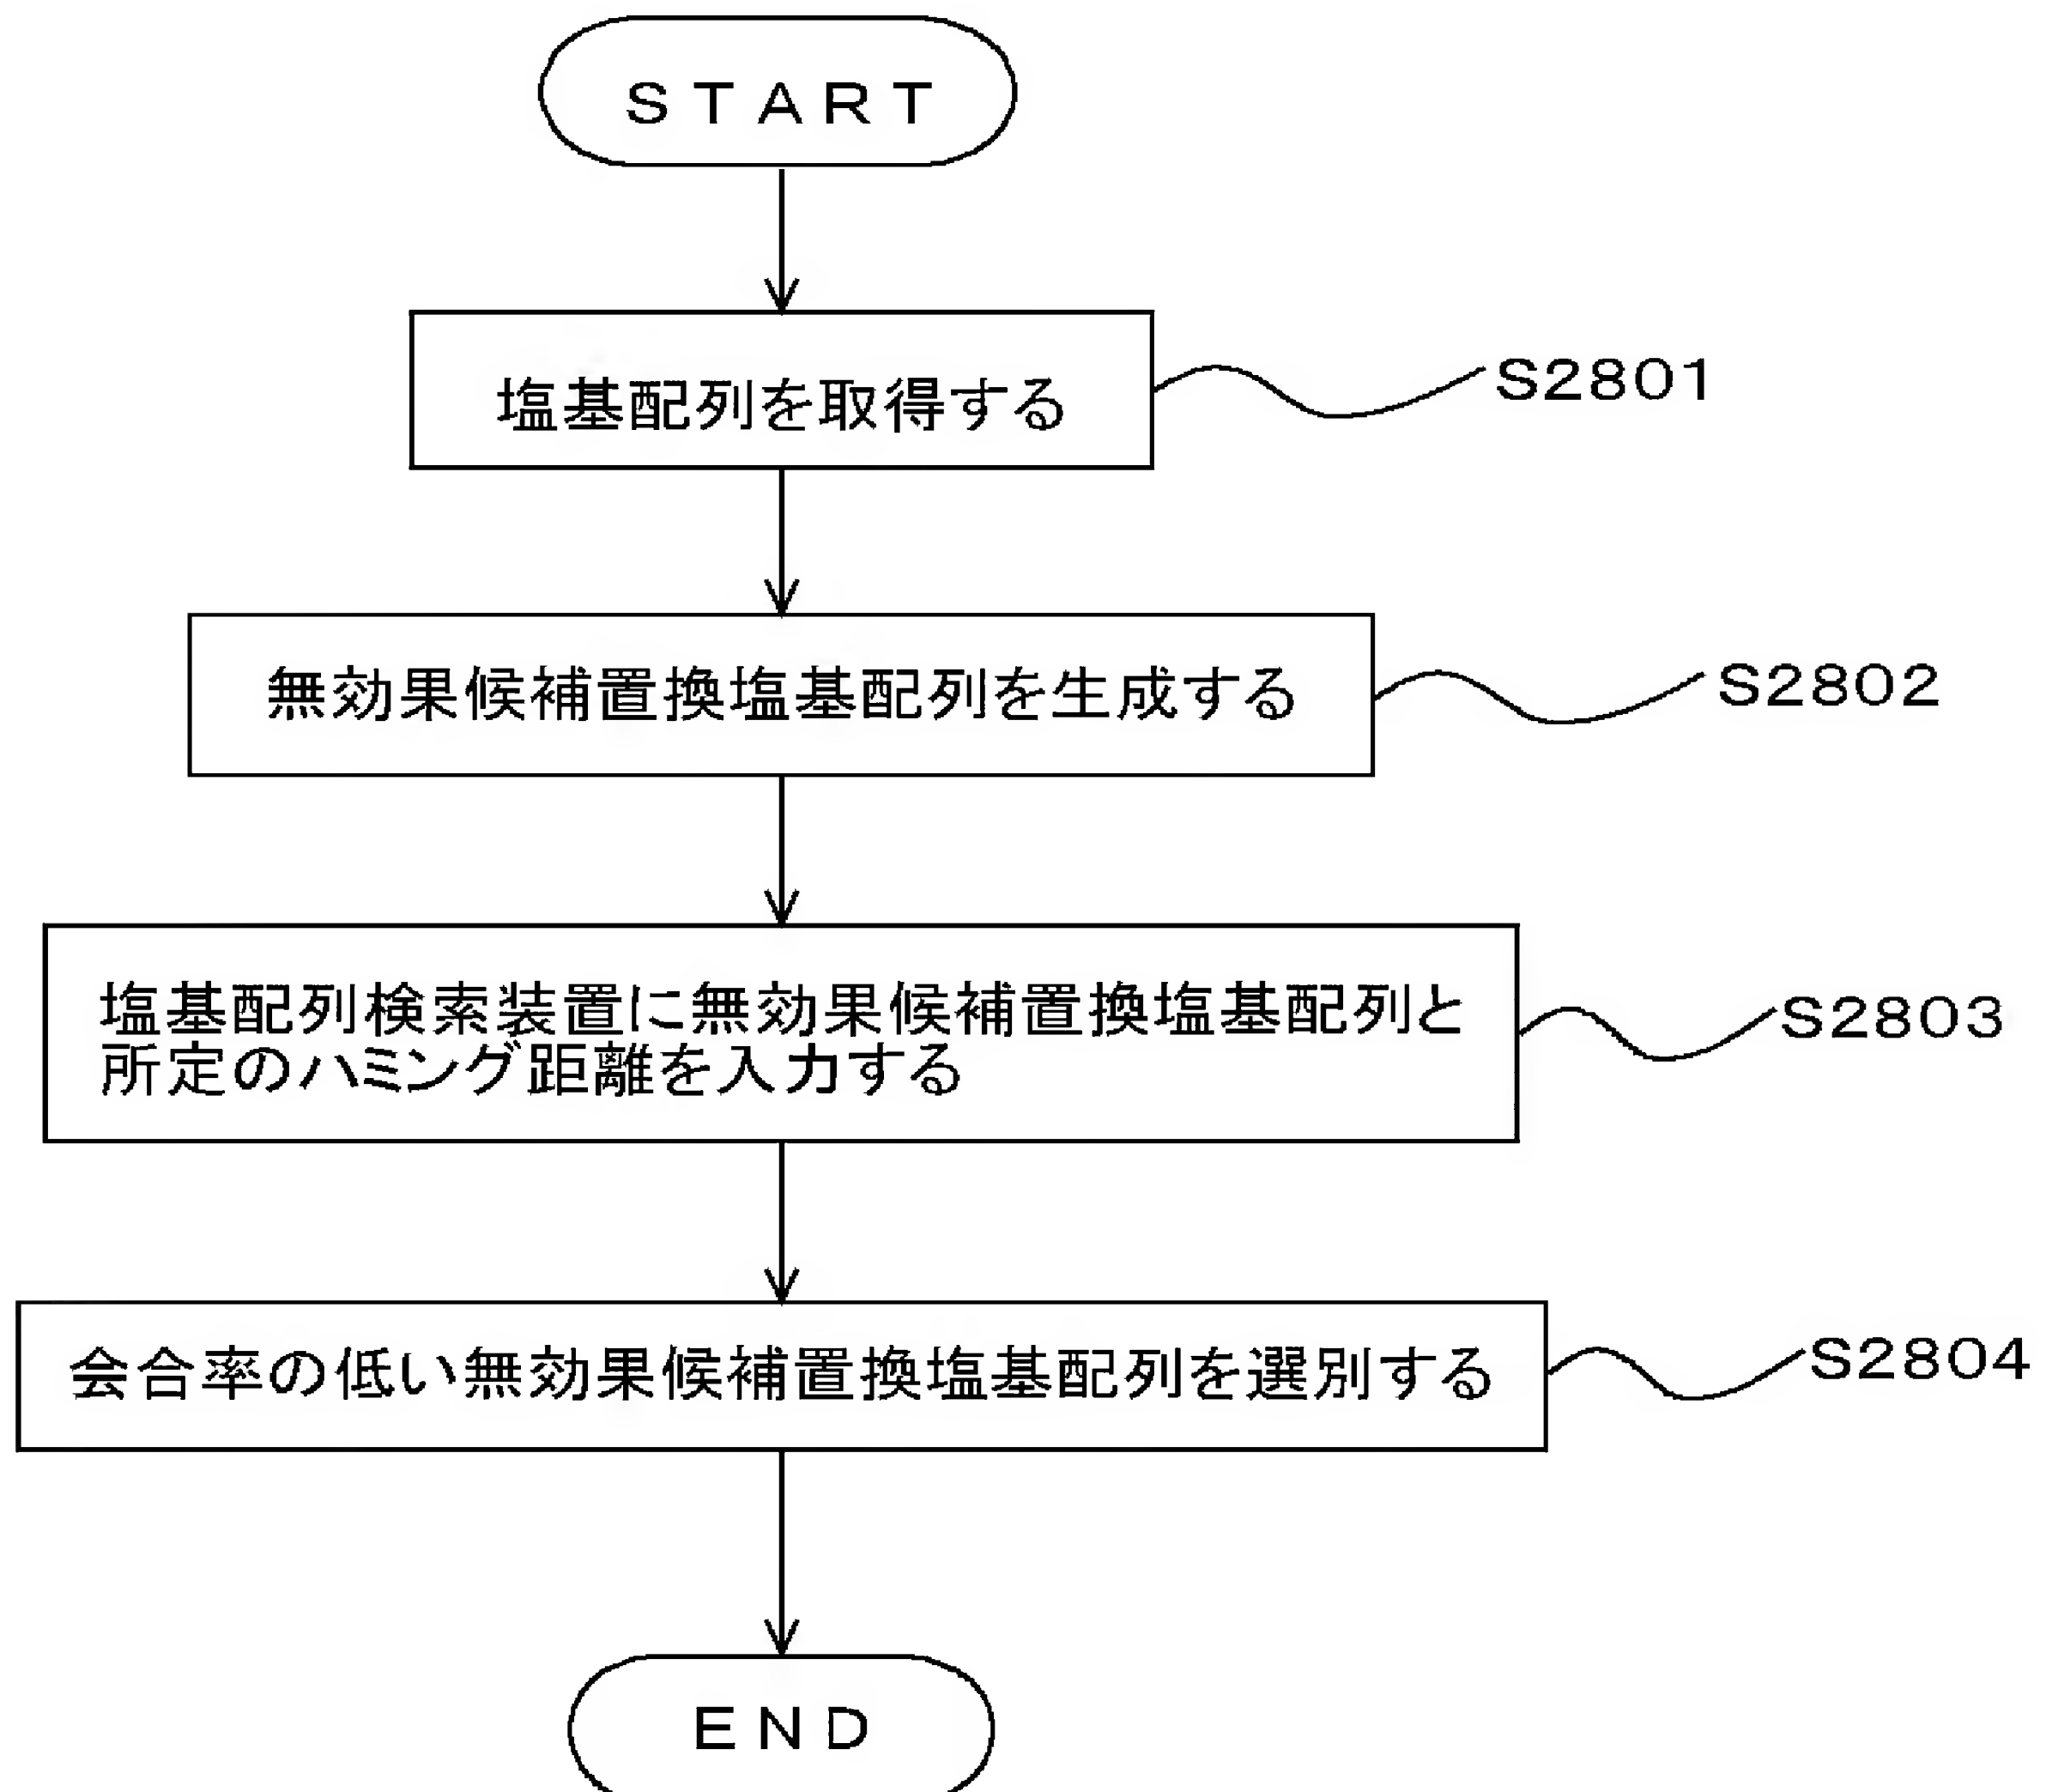 START
塩基配列を取得する
S2801
無効果候補置換塩基配列を生成する
S2802
塩基配列検索装置に無効果候補置換塩基配列と
所定のハミング距離を入力する
S2803
会合率の低い無効果候補置換塩基配列を選別する
S2804
END